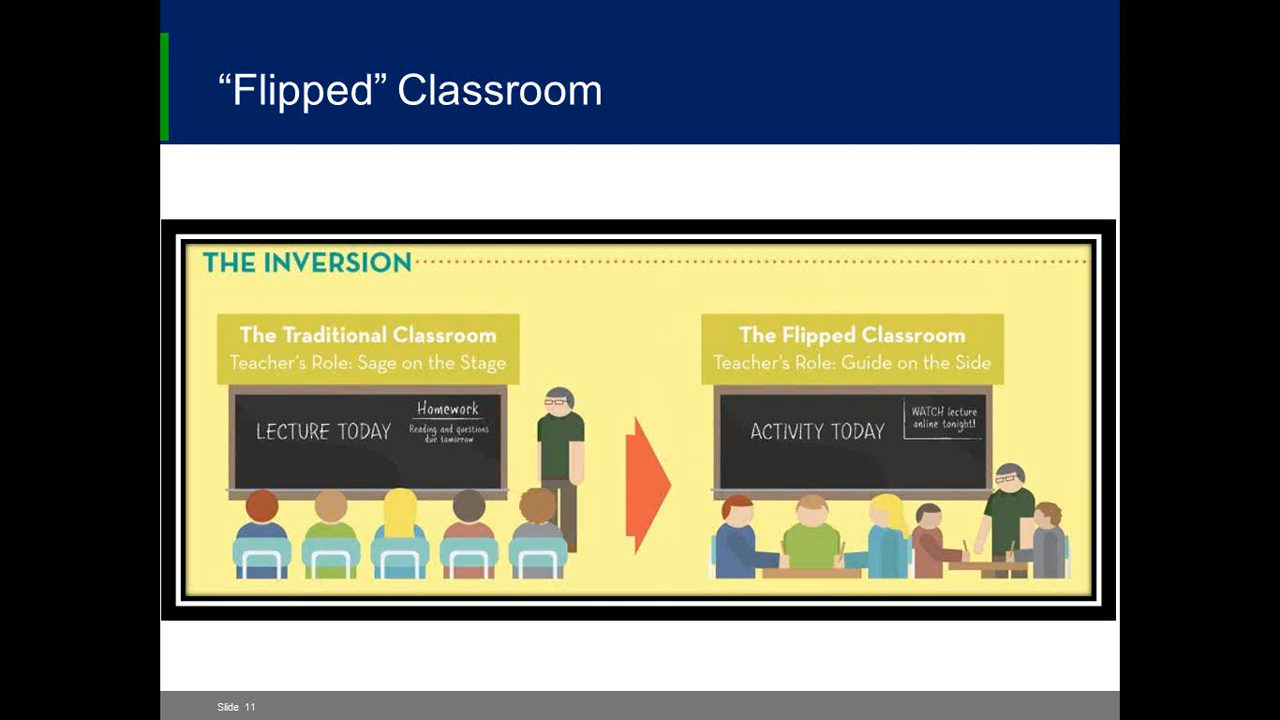 “Flipped” Classroom
THE INVERSION
The Traditional Classroom
Teacher’s Role: Sage on the Stage
LECTURE TODAY
Homework
Reading and questions
due tomorrow
The Flipped Classroom
Teacher’s Role: Guide on the Side
ACTIVITY TODAY
WATCH lecture
online tonight!
Slide 11